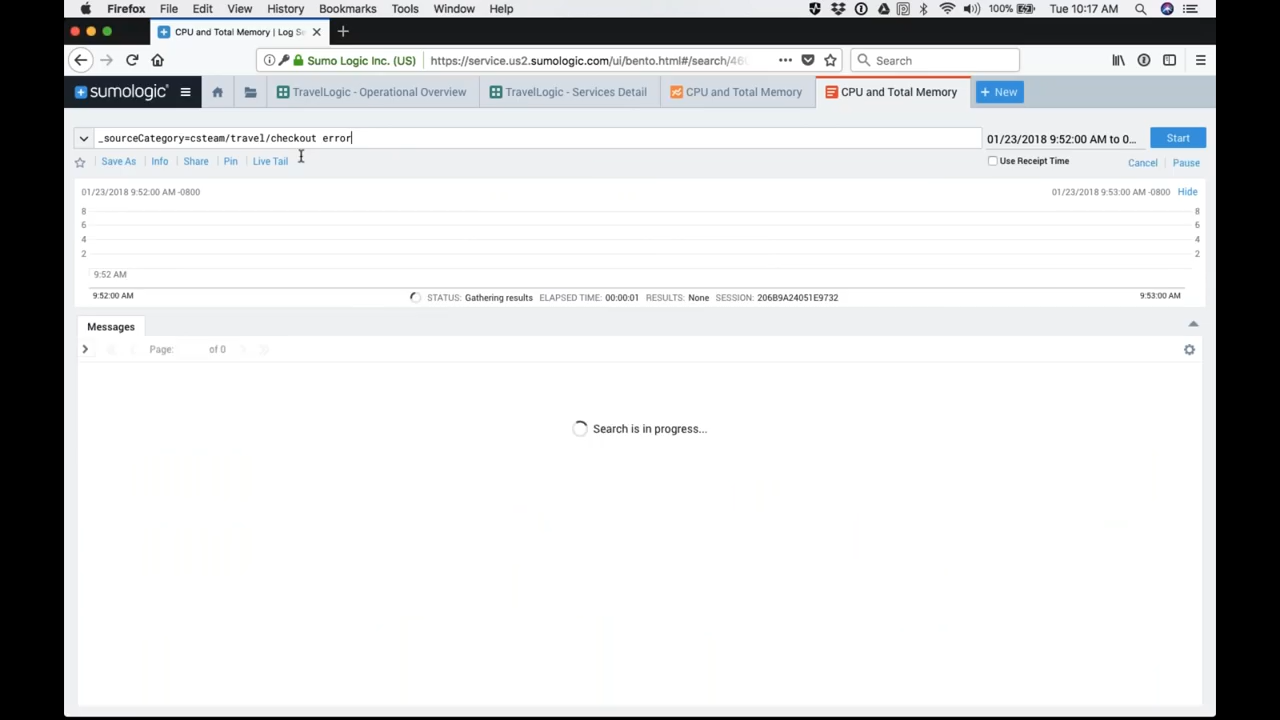 Firefox File Edit View History Bookmarks Tools Window Help 100% Tue 10:17 AM
CPU and Total Memory | Log Se
Sumo Logic Inc. (US) https://service.us2.sumologic.com/ui/bento.html#/search/46 Search
sumologic TravelLogic - Operational Overview TravelLogic - Services Detail CPU and Total Memory CPU and Total Memory + New
_sourceCategory=csteam/travel/checkout error 01/23/2018 9:52:00 AM to 0... Start
Save As Info Share Pin Live Tail Use Receipt Time Cancel Pause
01/23/2018 9:52:00 AM -0800 01/23/2018 9:53:00 AM -0800 Hide
8 8
6 6
4 4
2 2
9:52 AM
9:52:00 AM STATUS: Gathering results ELAPSED TIME: 00:00:01 RESULTS: None SESSION: 206B9A24051E9732 9:53:00 AM
Messages
Page: of 0
Search is in progress...